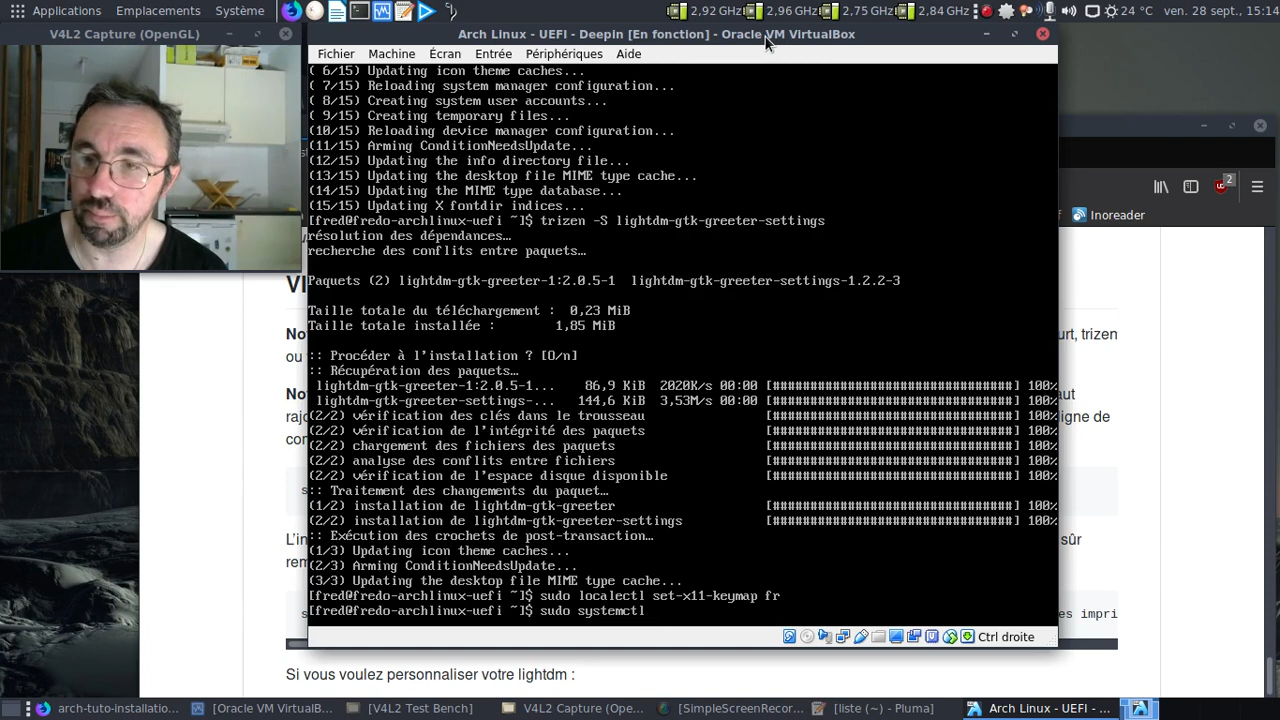 Applications Emplacements Système 2,92 GHz 2,96 GHz 2,75 GHz 2,84 GHz 24 °C ven. 28 sept., 15:14
V4L2 Capture (OpenGL)
Arch Linux - UEFI - Deepin [En fonction] - Oracle VM VirtualBox
Fichier Machine Écran Entrée Périphériques Aide
( 6/15) Updating icon theme caches...
( 7/15) Reloading system manager configuration...
( 8/15) Creating system user accounts...
( 9/15) Creating temporary files...
(10/15) Reloading device manager configuration...
(11/15) Arming ConditionNeedsUpdate...
(12/15) Updating the info directory file...
(13/15) Updating the desktop file MIME type cache...
(14/15) Updating the MIME type database...
(15/15) Updating X fontdir indices...
[fred@fredo-archlinux-uefi ~]$ trizen -S lightdm-gtk-greeter-settings
résolution des dépendances…
recherche des conflits entre paquets…
Paquets (2) lightdm-gtk-greeter-1:2.0.5-1 lightdm-gtk-greeter-settings-1.2.2-3
Taille totale du téléchargement : 0,23 MiB
Taille totale installée : 1,85 MiB
:: Procéder à l'installation ? [O/n]
:: Récupération des paquets…
lightdm-gtk-greeter-1:2.0.5-1... 86,9 KiB 2020K/s 00:00 [################################] 100%
lightdm-gtk-greeter-settings-... 144,6 KiB 3,53M/s 00:00 [################################] 100%
(2/2) vérification des clés dans le trousseau [################################] 100%
(2/2) vérification de l'intégrité des paquets [################################] 100%
(2/2) chargement des fichiers des paquets [################################] 100%
(2/2) analyse des conflits entre fichiers [################################] 100%
(2/2) vérification de l'espace disque disponible [################################] 100%
:: Traitement des changements du paquet…
(1/2) installation de lightdm-gtk-greeter [################################] 100%
(2/2) installation de lightdm-gtk-greeter-settings [################################] 100%
:: Exécution des crochets de post-transaction…
(1/3) Updating icon theme caches...
(2/3) Arming ConditionNeedsUpdate...
(3/3) Updating the desktop file MIME type cache...
[fred@fredo-archlinux-uefi ~]$ sudo localectl set-x11-keymap fr
[fred@fredo-archlinux-uefi ~]$ sudo systemctl
Ctrl droite
2
Inoreader
urt, trizen
ou
aut
ligne de
sûr
es impri
Si vous voulez personnaliser votre lightdm :
arch-tuto-installatio... [Oracle VM VirtualB... [V4L2 Test Bench] V4L2 Capture (Ope... [SimpleScreenRecor... [liste (~) - Pluma] Arch Linux - UEFI - ...